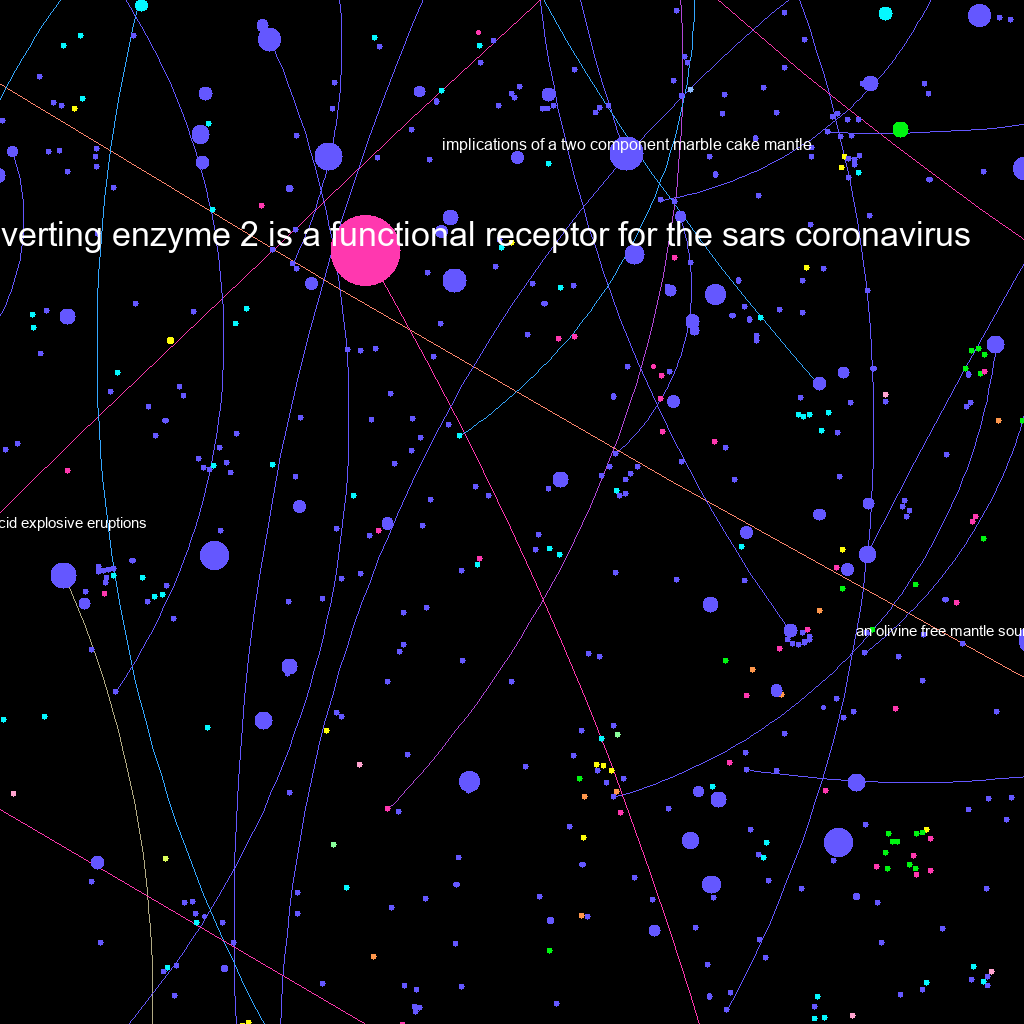 implications of a two component marble cake mantle
verting enzyme 2 is a functional receptor for the sars coronavirus
cid explosive eruptions
an olivine free mantle sour